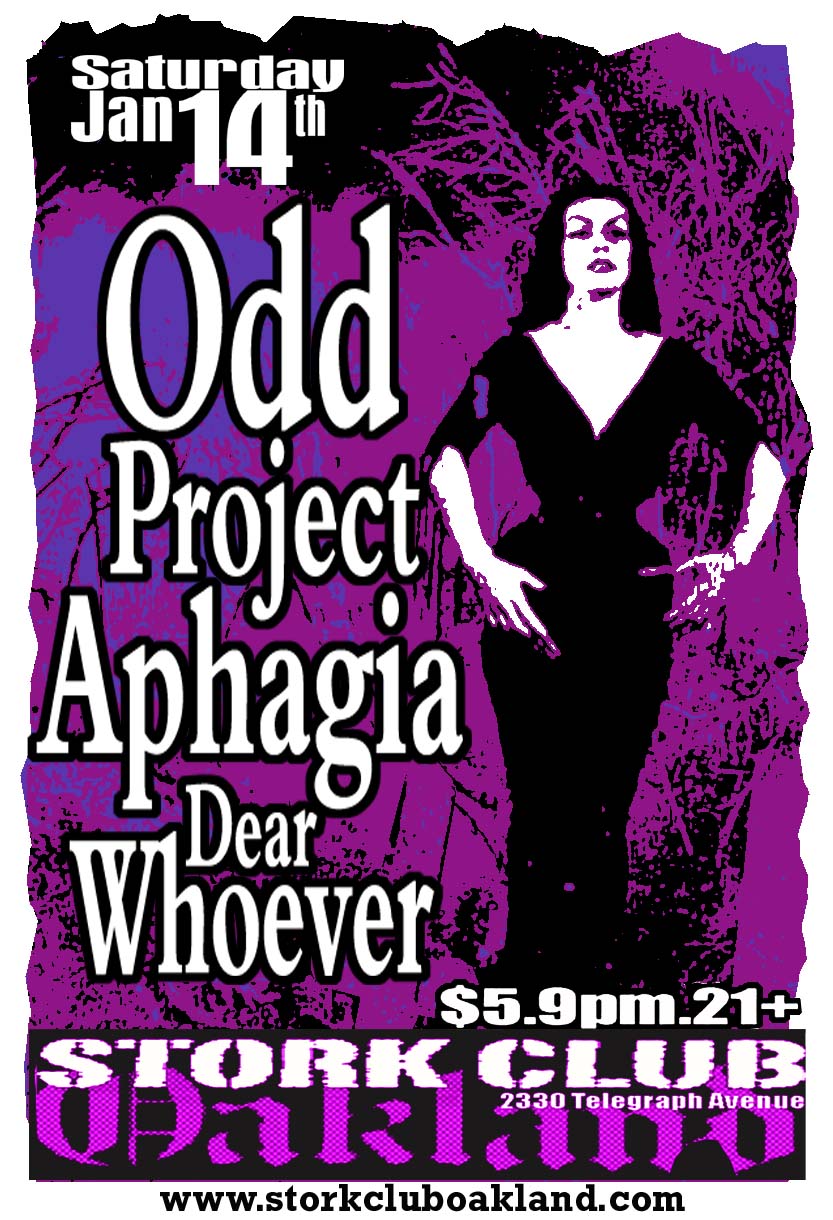 Saturday
Jan 14th
Odd
Project
Aphagia
Dear
Whoever
$5.9pm.21+
STORK CLUB
Oakland
2330 Telegraph Avenue
www.storkcluboakland.com